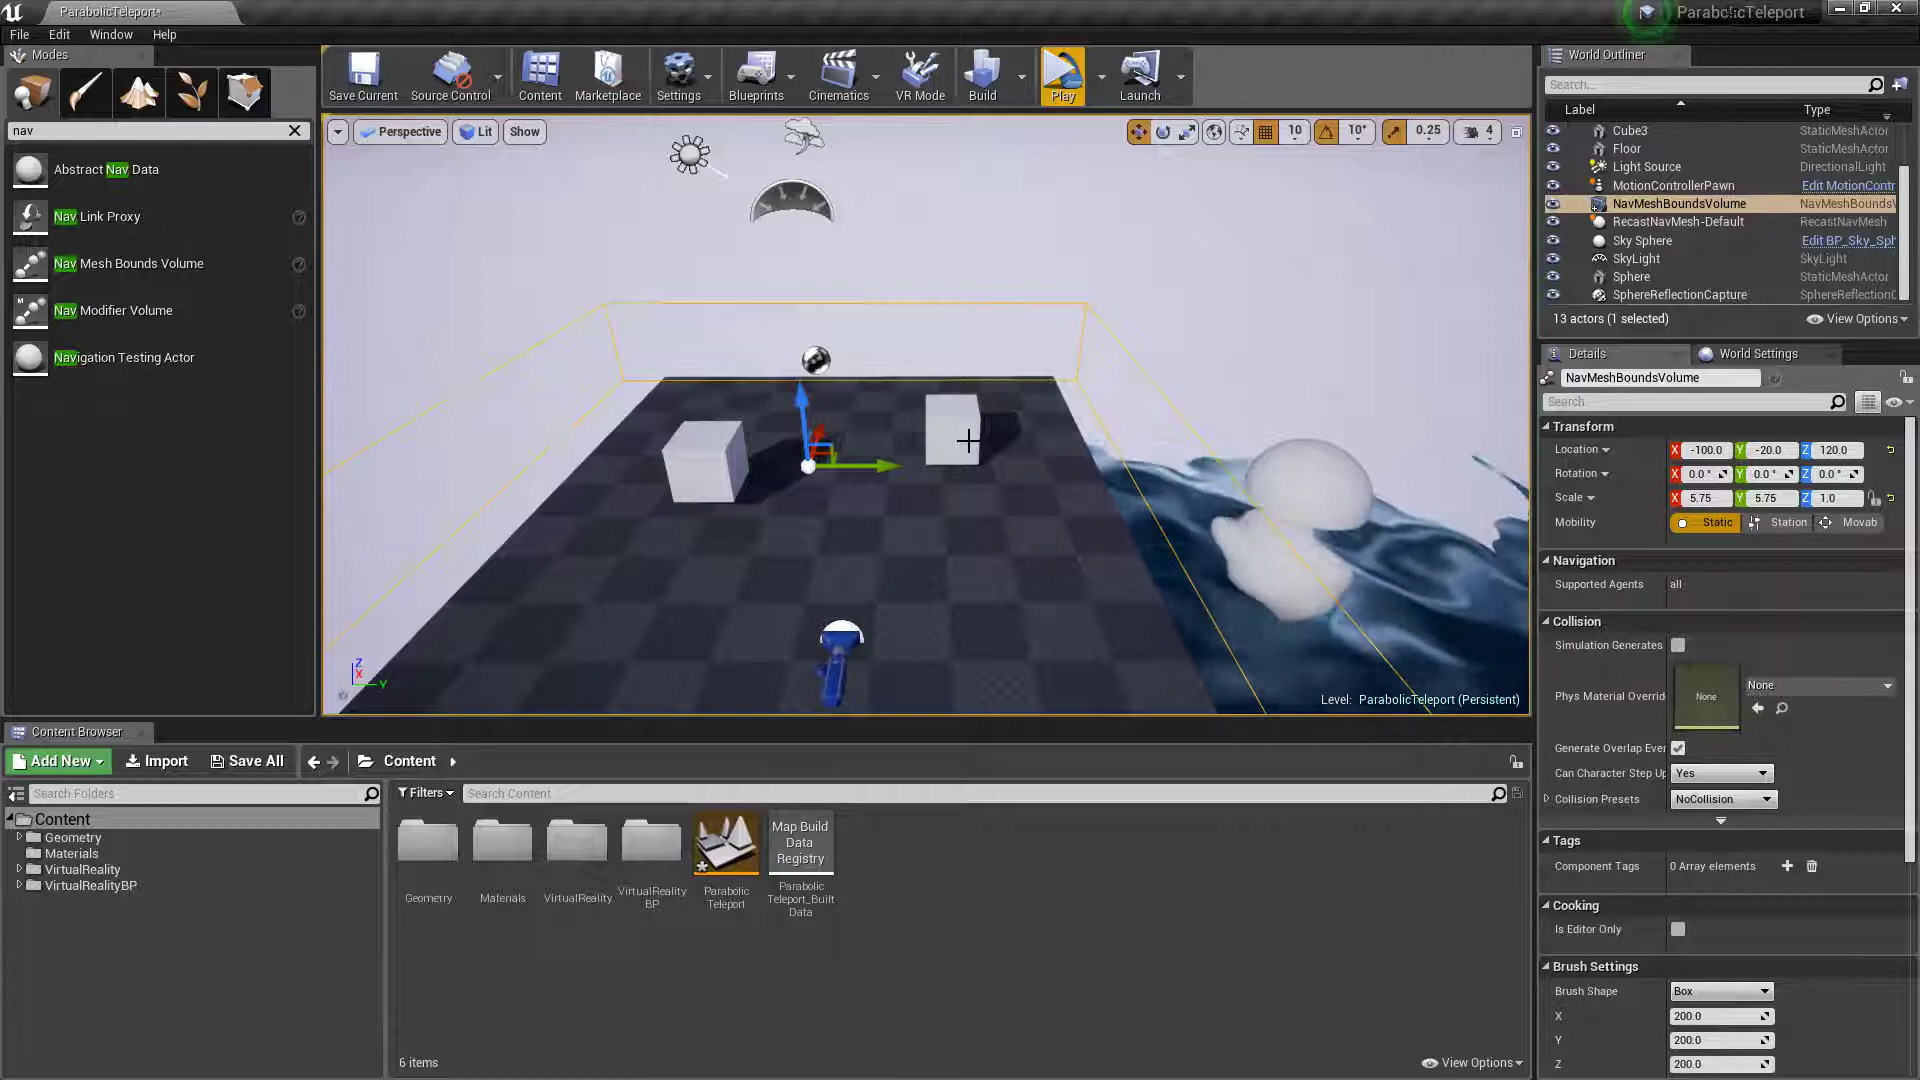 ParabolicTeleport*
ParabolicTeleport
File Edit Window Help
Modes
nav
Abstract Nav Data
Nav Link Proxy
Nav Mesh Bounds Volume
Nav Modifier Volume
Navigation Testing Actor
Save Current
Source Control
Content
Marketplace
Settings
Blueprints
Cinematics
VR Mode
Build
Play
Launch
Perspective Lit Show
10 10° 0.25 4
Z
X
Y
Level: ParabolicTeleport (Persistent)
World Outliner
Search...
Label Type
Cube3 StaticMeshActor
Floor StaticMeshActor
Light Source DirectionalLight
MotionControllerPawn Edit MotionContr
NavMeshBoundsVolume NavMeshBoundsV
RecastNavMesh-Default RecastNavMesh
Sky Sphere Edit BP_Sky_Sph
SkyLight SkyLight
Sphere StaticMeshActor
SphereReflectionCapture SphereReflectionC
13 actors (1 selected) View Options
Details World Settings
NavMeshBoundsVolume
Search
Transform
Location X -100.0 Y -20.0 Z 120.0
Rotation X 0.0° Y 0.0° Z 0.0°
Scale X 5.75 Y 5.75 Z 1.0
Mobility Static Station Movab
Navigation
Supported Agents all
Collision
Simulation Generates
Phys Material Overrid None None
Generate Overlap Even
Can Character Step Up Yes
Collision Presets NoCollision
Tags
Component Tags 0 Array elements
Cooking
Is Editor Only
Brush Settings
Brush Shape Box
X 200.0
Y 200.0
Z 200.0
Content Browser
Add New Import Save All Content
Search Folders
Content
Geometry
Materials
VirtualReality
VirtualRealityBP
Filters Search Content
Map Build
Data
Registry
Geometry
Materials
VirtualReality
VirtualReality
BP
Parabolic
Teleport
Parabolic
Teleport_Built
Data
6 items View Options